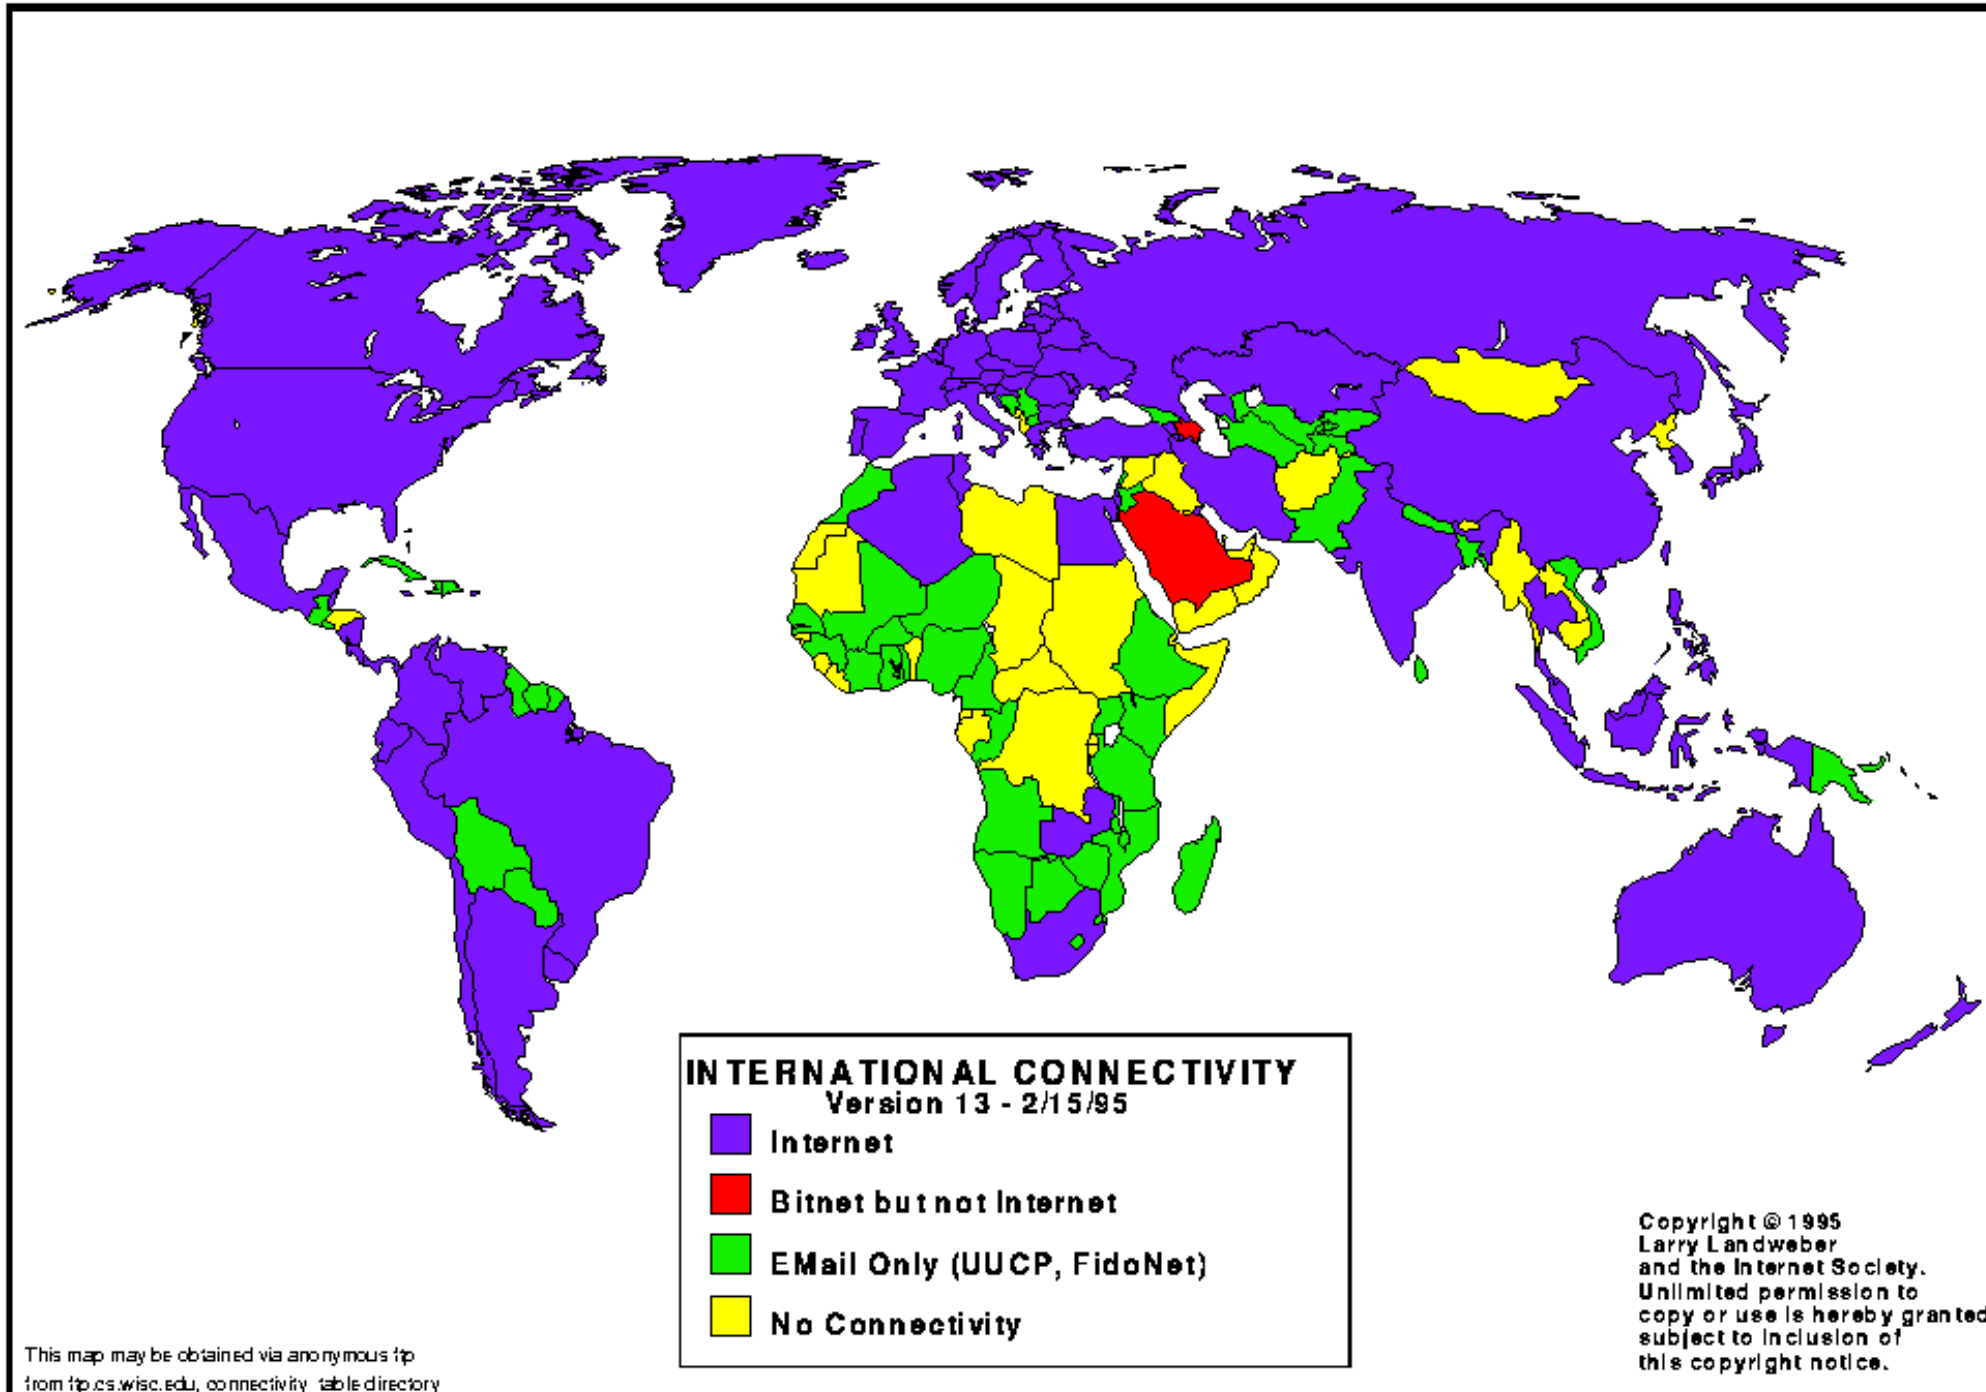 INTERNATIONAL CONNECTIVITY
Version 13 - 2/15/95
Internet
Bitnet but not Internet
EMail Only (UUCP, FidoNet)
No Connectivity
Copyright © 1995
Larry Landweber
and the Internet Society.
Unlimited permission to
copy or use is hereby granted
subject to inclusion of
this copyright notice.
This map may be obtained via anonymous ftp
from ftp.cs.wisc.edu, connectivity_table directory